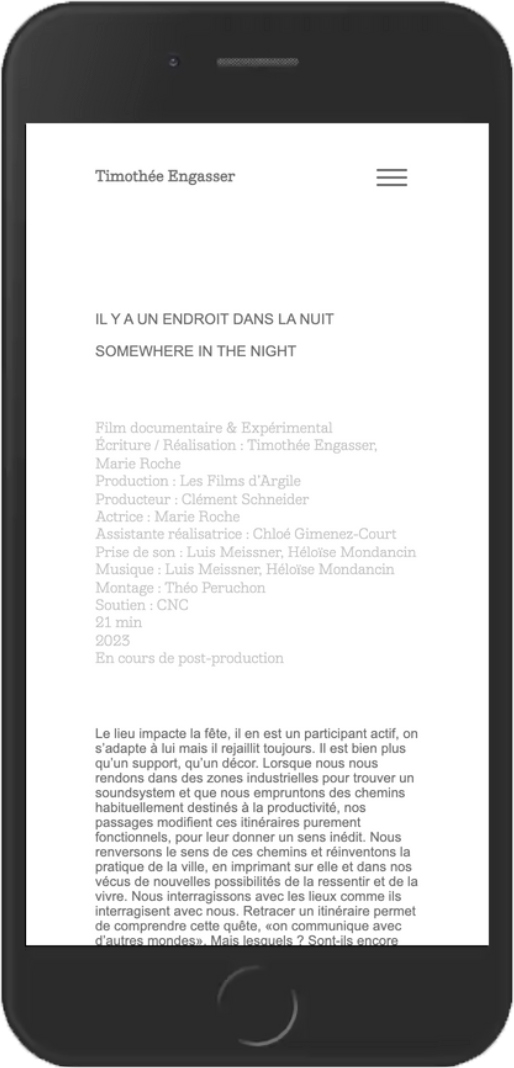 Timothée Engasser
IL Y A UN ENDROIT DANS LA NUIT
SOMEWHERE IN THE NIGHT
Film documentaire & Expérimental
Écriture / Réalisation : Timothée Engasser,
Marie Roche
Production : Les Films d'Argile
Producteur : Clément Schneider
Actrice : Marie Roche
Assistante réalisatrice : Chloé Gimenez-Court
Prise de son : Luis Meissner, Héloïse Mondancin
Musique : Luis Meissner, Héloïse Mondancin
Montage : Théo Peruchon
Soutien : CNC
21 min
2023
En cours de post-production
Le lieu impacte la fête, il en est un participant actif, on
s'adapte à lui mais il rejaillit toujours. Il est bien plus
qu'un support, qu'un décor. Lorsque nous nous
rendons dans des zones industrielles pour trouver un
soundsystem et que nous empruntons des chemins
habituellement destinés à la productivité, nos
passages modifient ces itinéraires purement
fonctionnels, pour leur donner un sens inédit. Nous
renversons le sens de ces chemins et réinventons la
pratique de la ville, en imprimant sur elle et dans nos
vécus de nouvelles possibilités de la ressentir et de la
vivre. Nous interragissons avec les lieux comme ils
interragisent avec nous. Retracer un itinéraire permet
de comprendre cette quête, «on communique avec
d'autres mondes». Mais lesquels ? Sont-ils encore